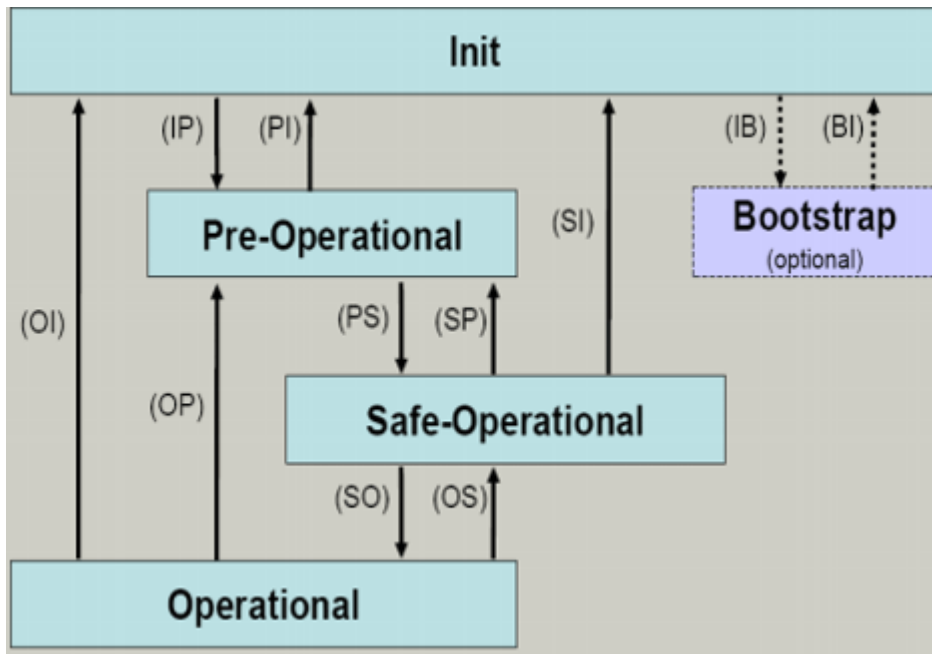 Init
(IP)
(PI)
(IB)
(BI)
Pre-Operational
(SI)
Bootstrap
(optional)
(OI)
(PS)
(SP)
(OP)
Safe-Operational
(SO)
(OS)
Operational